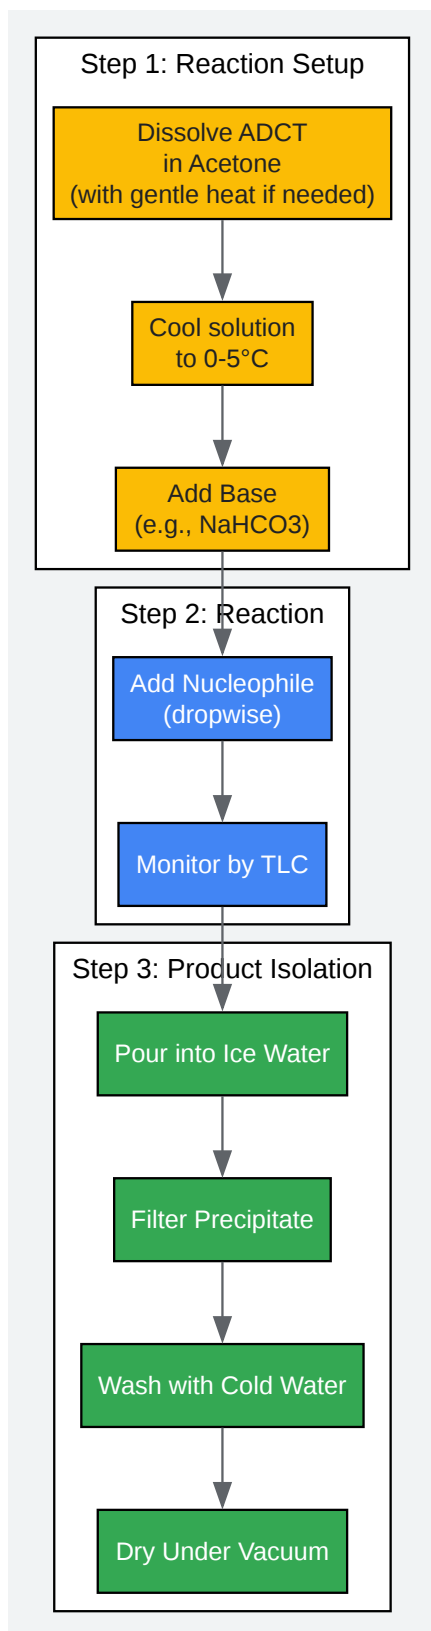 Step 1: Reaction Setup
Dissolve ADCT
in Acetone
(with gentle heat if needed)
Cool solution
to 0-5°C
Add Base
(e.g., NaHCO3)
Step 2: Reaction
Add Nucleophile
(dropwise)
Monitor by TLC
Step 3: Product Isolation
Pour into Ice Water
Filter Precipitate
Wash with Cold Water
Dry Under Vacuum